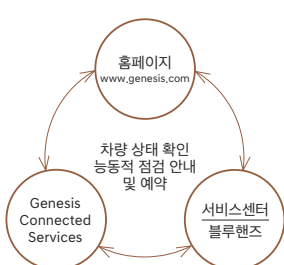 홈페이지
www.genesis.com
차량 상태 확인
능동적 점검 안내
및 예약
Genesis
Connected
Services
서비스센터
블루핸즈